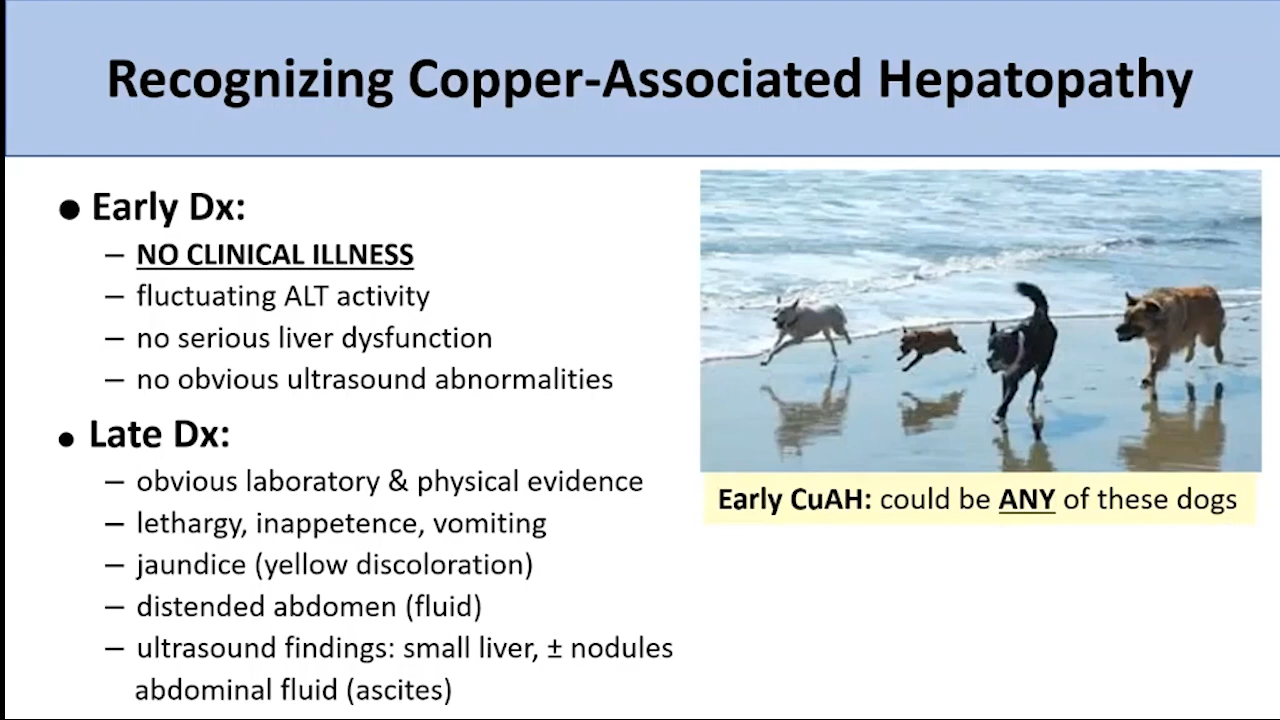 Recognizing Copper-Associated Hepatopathy
● Early Dx:
– NO CLINICAL ILLNESS
– fluctuating ALT activity
– no serious liver dysfunction
– no obvious ultrasound abnormalities
● Late Dx:
– obvious laboratory & physical evidence
– lethargy, inappetence, vomiting
– jaundice (yellow discoloration)
– distended abdomen (fluid)
– ultrasound findings: small liver, ± nodules
abdominal fluid (ascites)
Early CuAH: could be ANY of these dogs